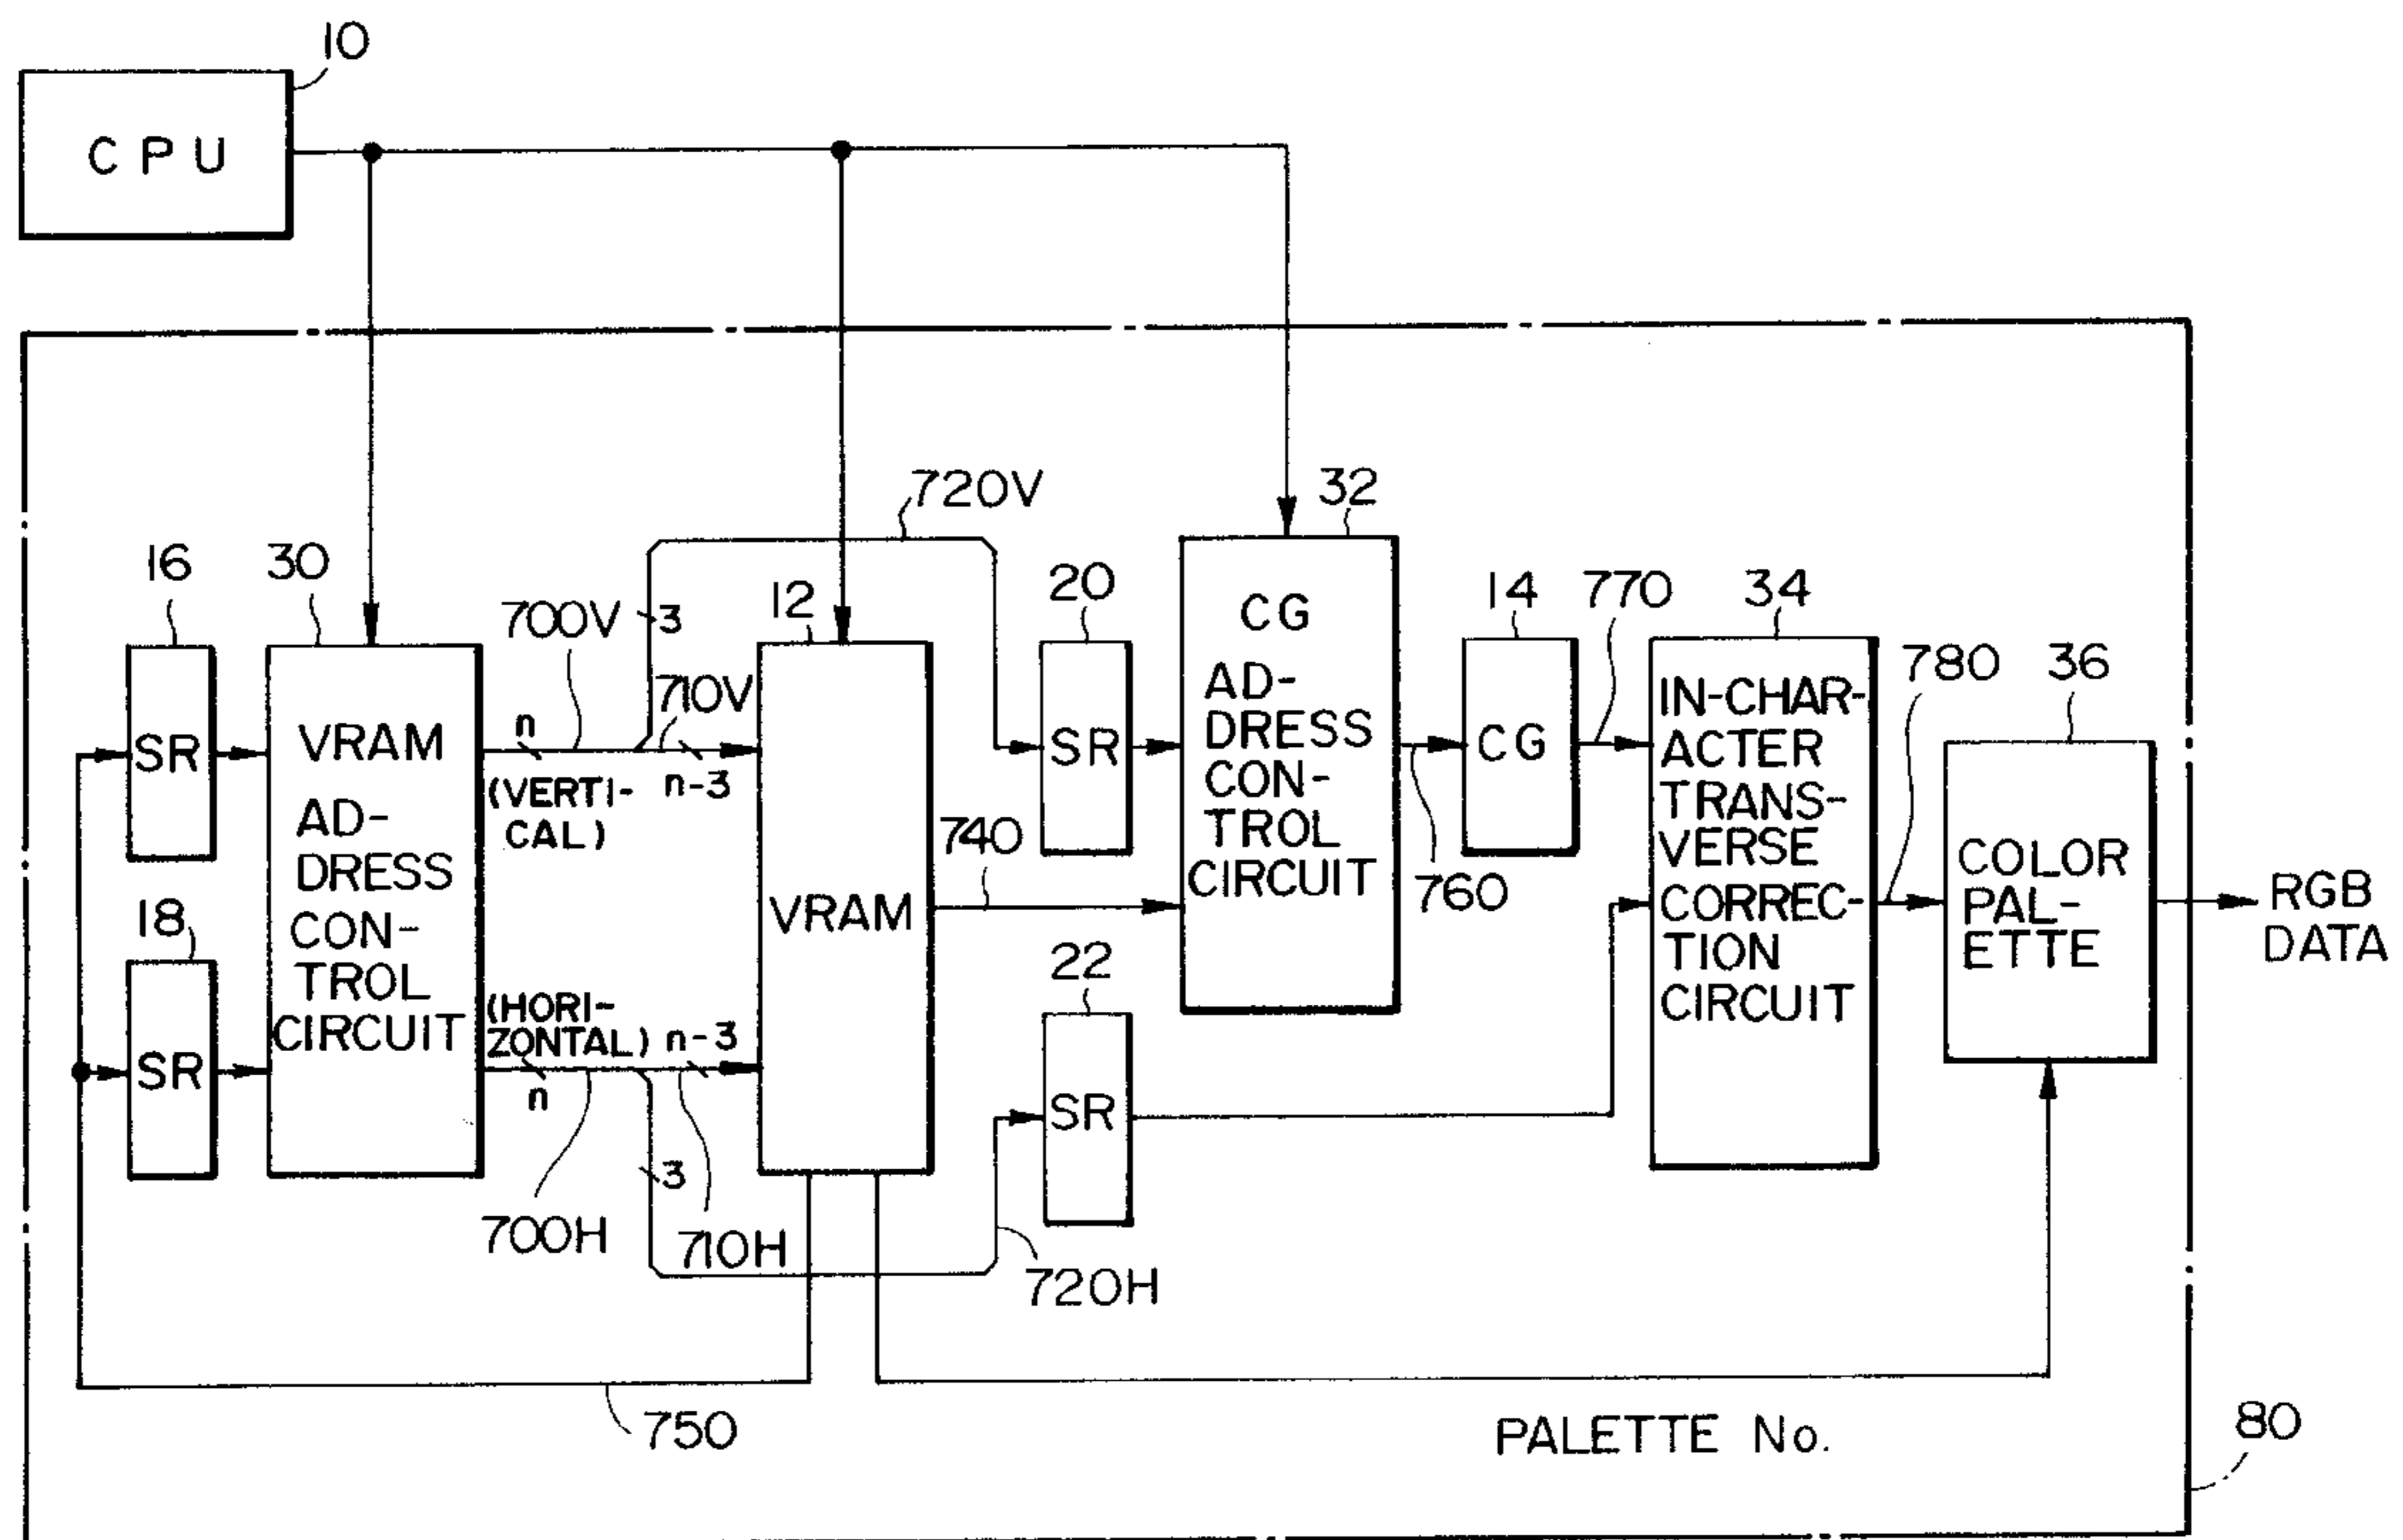 10
CPU
720V
32
16
30
700V
3
12
20
CG
AD-
DRESS
CON-
TROL
CIRCUIT
14
770
34
780
36
SR
VRAM
AD-
DRESS
CON-
TROL
CIRCUIT
n
710V
n-3
(VERTI-
CAL)
SR
CG
760
IN-CHAR-
ACTER
TRANS-
VERSE
CORREC-
TION
CIRCUIT
COLOR
PAL-
ETTE
RGB
DATA
740
VRAM
18
SR
(HORI-
ZONTAL)
n-3
n
22
SR
3
700H
710H
720H
750
PALETTE No.
80